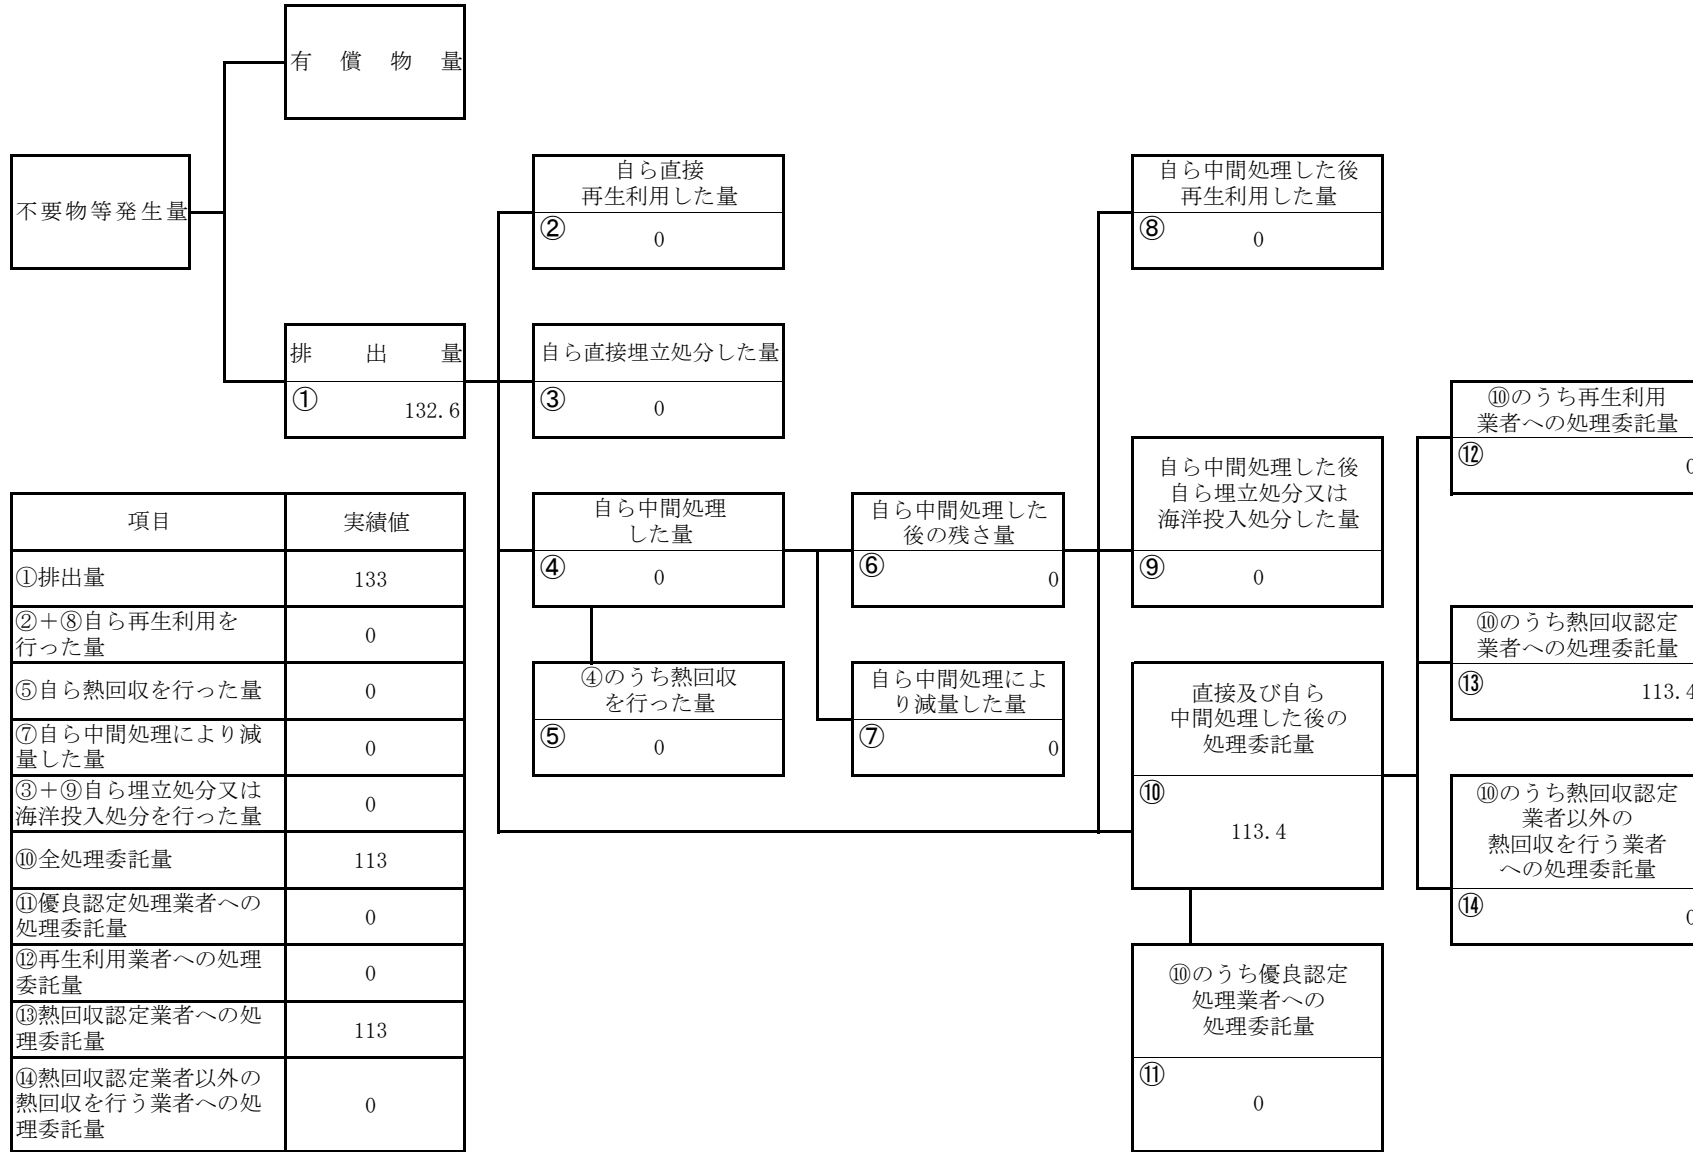 有償物量
不要物等発生量
自ら直接
再生利用した量
②
0
自ら中間処理した後
再生利用した量
⑧
0
排出量
①
132.6
自ら直接埋立処分した量
③
0
⑩のうち再生利用
業者への処理委託量
⑫
0
自ら中間処理した後
自ら埋立処分又は
海洋投入処分した量
⑨
0
自ら中間処理
した量
④
0
自ら中間処理した
後の残さ量
⑥
0
⑩のうち熱回収認定
業者への処理委託量
⑬
113.4
④のうち熱回収
を行った量
⑤
0
自ら中間処理によ
り減量した量
⑦
0
直接及び自ら
中間処理した後の
処理委託量
⑩
113.4
⑩のうち熱回収認定
業者以外の
熱回収を行う業者
への処理委託量
⑭
0
⑩のうち優良認定
処理業者への
処理委託量
⑪
0
項目 実績値
①排出量 133
②＋⑧自ら再生利用を
行った量 0
⑤自ら熱回収を行った量 0
⑦自ら中間処理により減
量した量 0
③＋⑨自ら埋立処分又は
海洋投入処分を行った量 0
⑩全処理委託量 113
⑪優良認定処理業者への
処理委託量 0
⑫再生利用業者への処理
委託量 0
⑬熱回収認定業者への処
理委託量 113
⑭熱回収認定業者以外の
熱回収を行う業者への処
理委託量 0